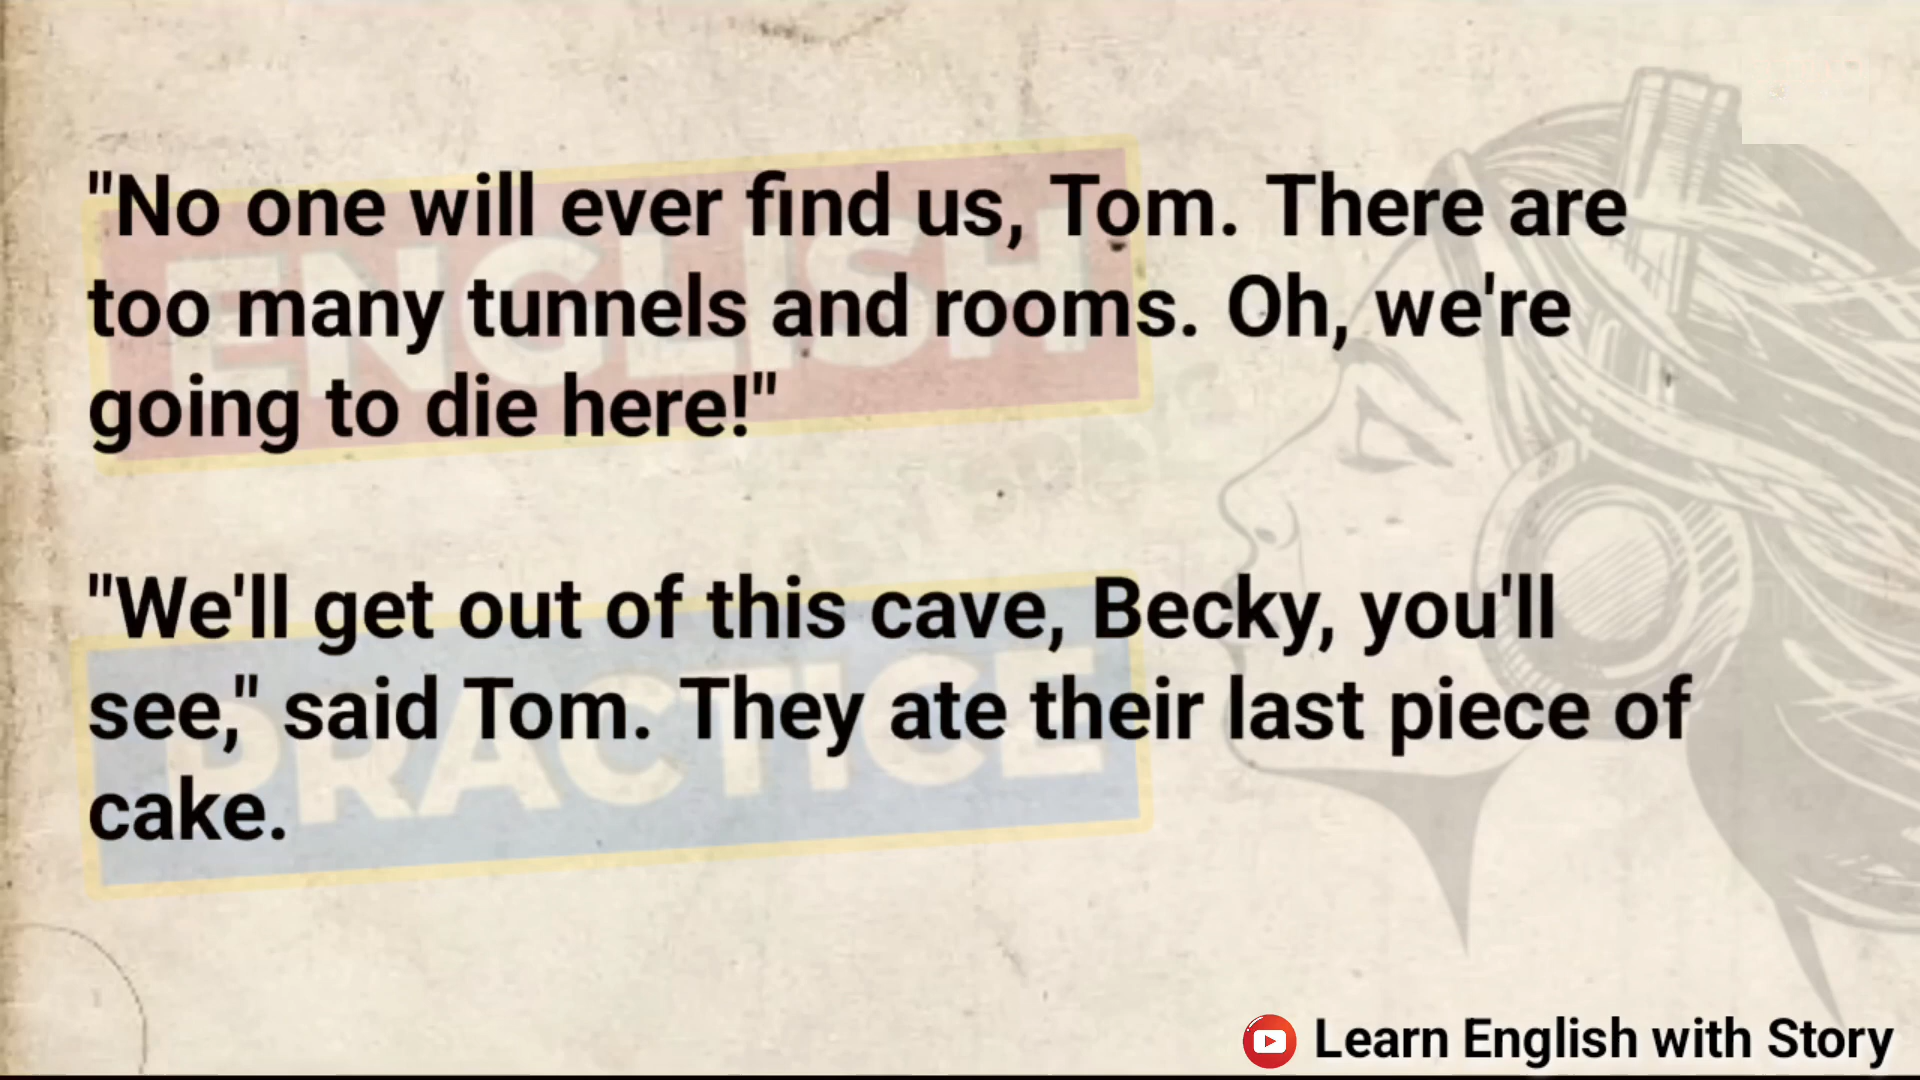 "No one will ever find us, Tom. There are
too many tunnels and rooms. Oh, we're
going to die here!"
"We'll get out of this cave, Becky, you'll
see," said Tom. They ate their last piece of
cake.
ENGLISH
PRACTICE
Learn English with Story